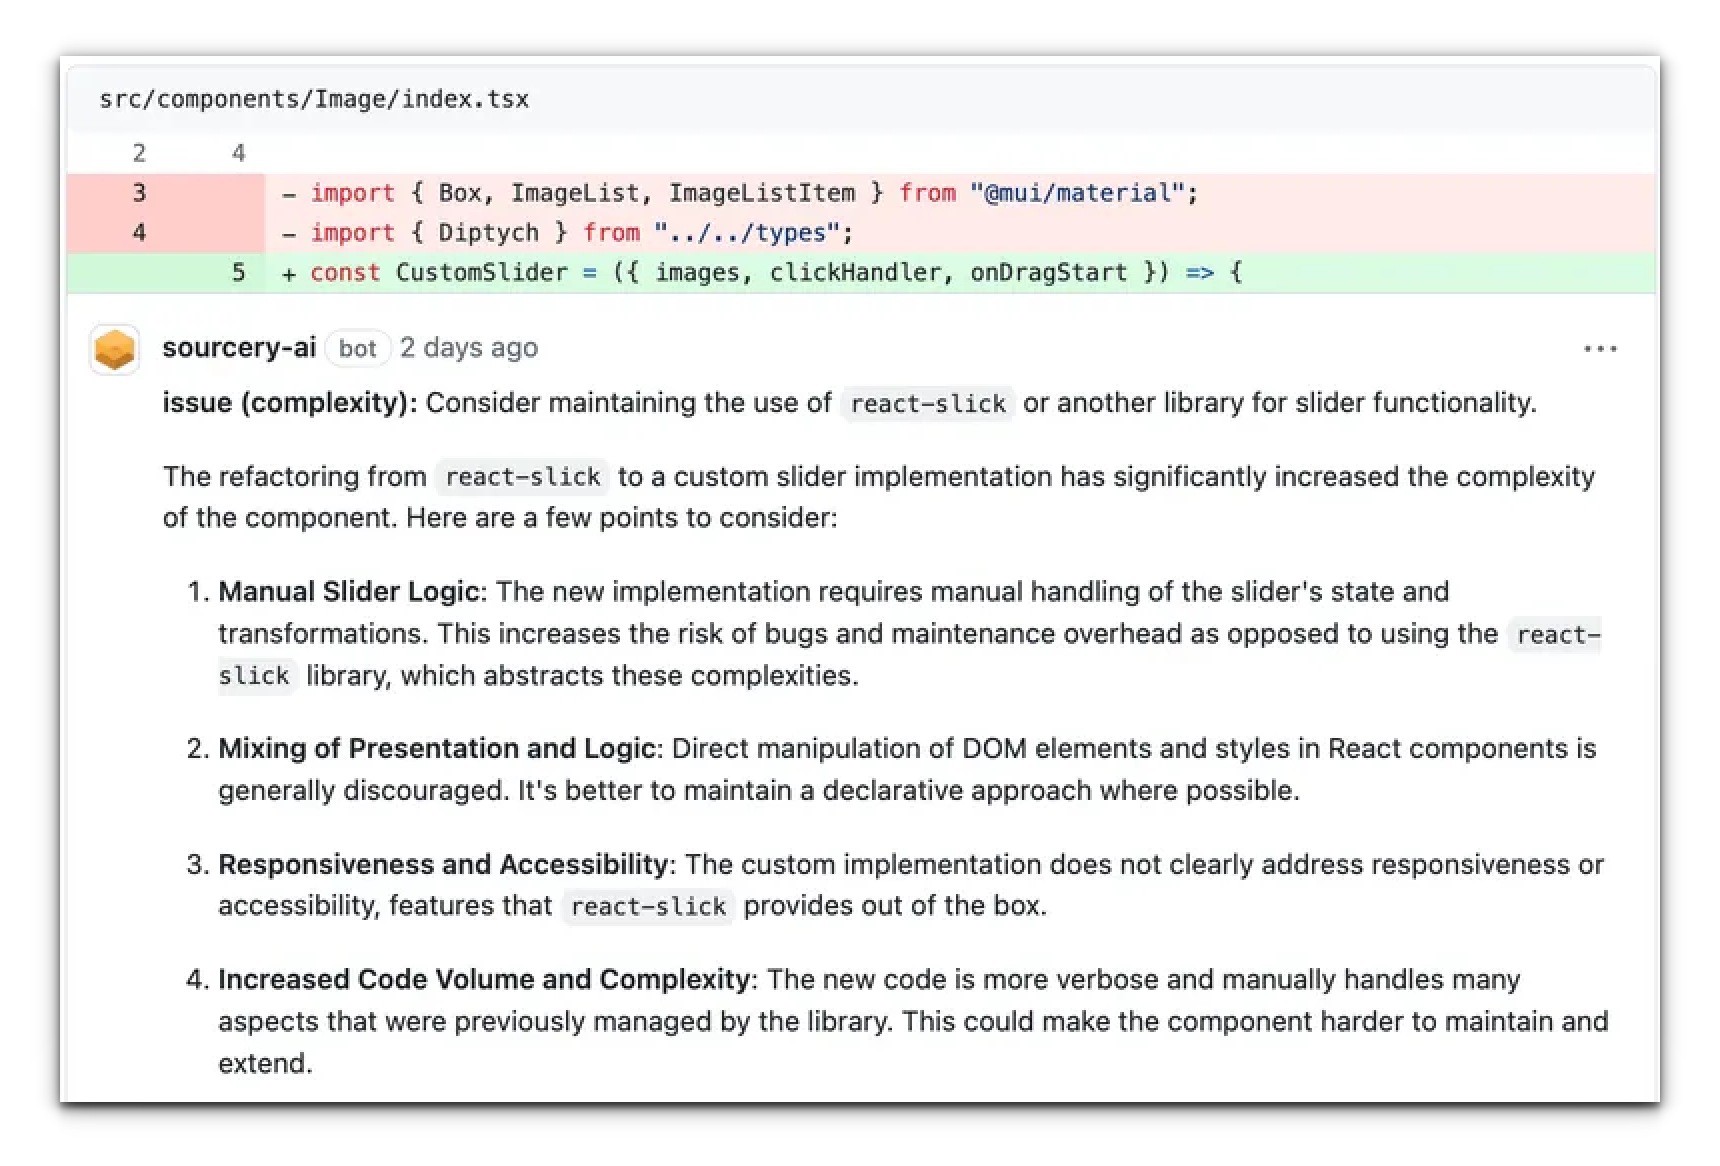 src/components/Image/index.tsx
2 4
3 – import { Box, ImageList, ImageListItem } from "@mui/material";
4 – import { Diptych } from "../../types";
5 + const CustomSlider = ({ images, clickHandler, onDragStart }) => {
sourcery-ai bot 2 days ago ...
issue (complexity): Consider maintaining the use of react-slick or another library for slider functionality.
The refactoring from react-slick to a custom slider implementation has significantly increased the complexity
of the component. Here are a few points to consider:
1. Manual Slider Logic: The new implementation requires manual handling of the slider's state and
transformations. This increases the risk of bugs and maintenance overhead as opposed to using the react-
slick library, which abstracts these complexities.
2. Mixing of Presentation and Logic: Direct manipulation of DOM elements and styles in React components is
generally discouraged. It's better to maintain a declarative approach where possible.
3. Responsiveness and Accessibility: The custom implementation does not clearly address responsiveness or
accessibility, features that react-slick provides out of the box.
4. Increased Code Volume and Complexity: The new code is more verbose and manually handles many
aspects that were previously managed by the library. This could make the component harder to maintain and
extend.